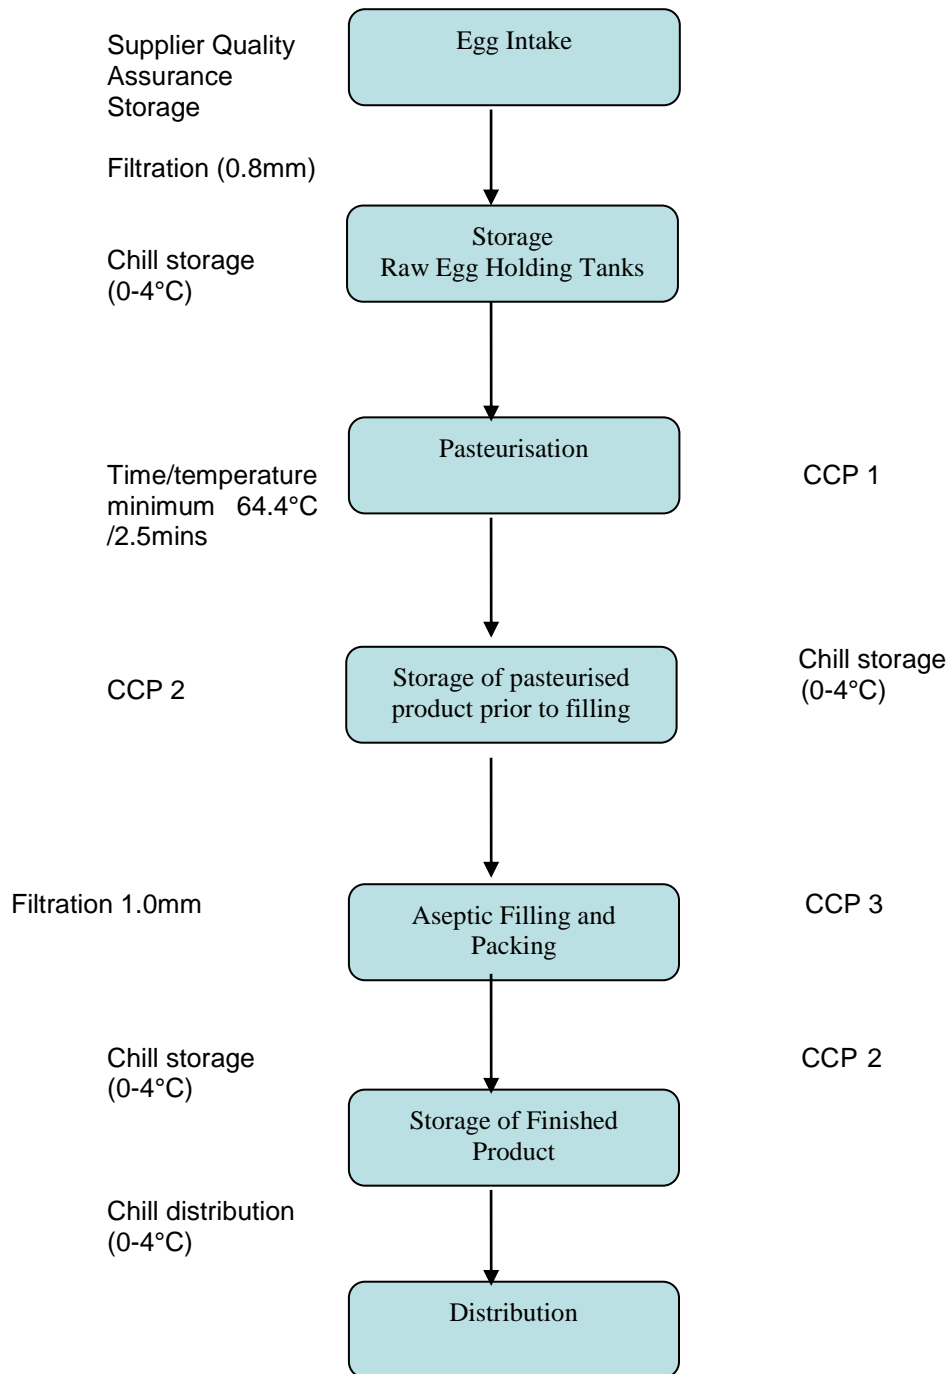 Egg Intake
Supplier Quality
Assurance
Storage
Filtration (0.8mm)
Storage
Raw Egg Holding Tanks
Chill storage
(0-4°C)
Pasteurisation
Time/temperature
minimum 64.4°C
/2.5mins
CCP 1
CCP 2
Storage of pasteurised
product prior to filling
Chill storage
(0-4°C)
Filtration 1.0mm
Aseptic Filling and
Packing
CCP 3
Chill storage
(0-4°C)
CCP 2
Storage of Finished
Product
Chill distribution
(0-4°C)
Distribution